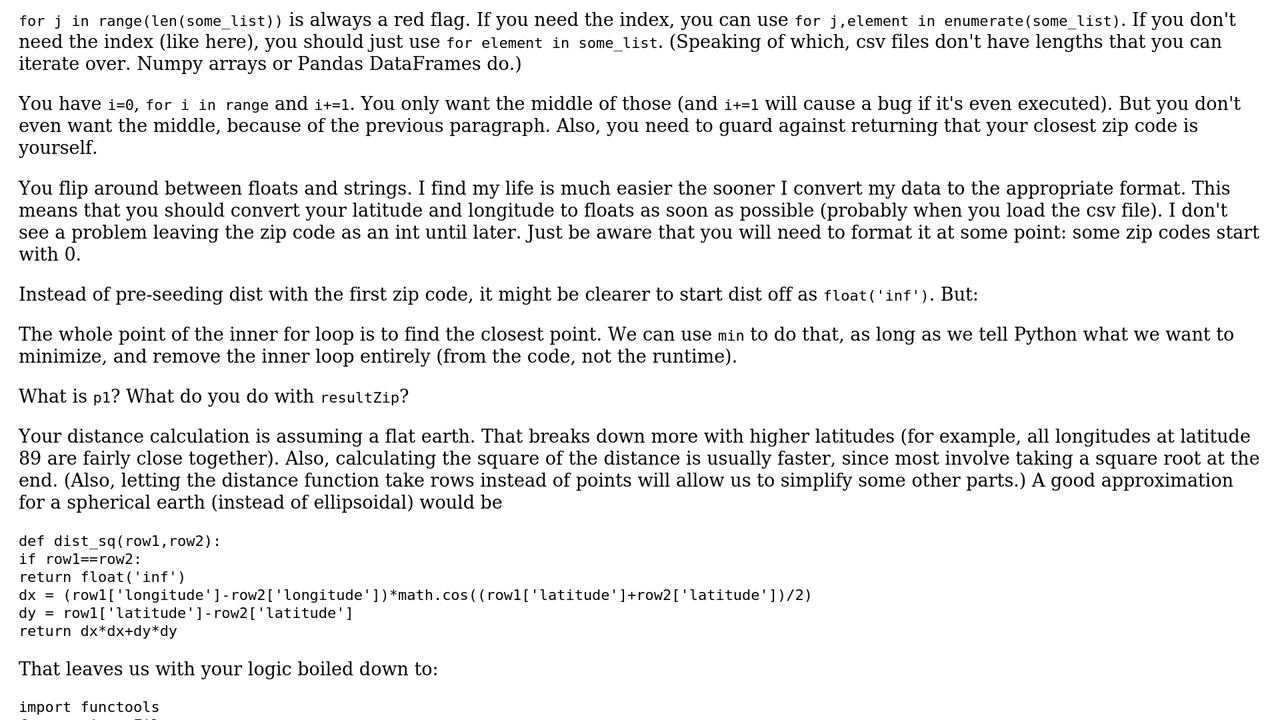 for j in range(len(some_list)) is always a red flag. If you need the index, you can use for j,element in enumerate(some_list). If you don't
need the index (like here), you should just use for element in some_list. (Speaking of which, csv files don't have lengths that you can
iterate over. Numpy arrays or Pandas DataFrames do.)
You have i=0, for i in range and i+=1. You only want the middle of those (and i+=1 will cause a bug if it's even executed). But you don't
even want the middle, because of the previous paragraph. Also, you need to guard against returning that your closest zip code is
yourself.
You flip around between floats and strings. I find my life is much easier the sooner I convert my data to the appropriate format. This
means that you should convert your latitude and longitude to floats as soon as possible (probably when you load the csv file). I don't
see a problem leaving the zip code as an int until later. Just be aware that you will need to format it at some point: some zip codes start
with 0.
Instead of pre-seeding dist with the first zip code, it might be clearer to start dist off as float('inf'). But:
The whole point of the inner for loop is to find the closest point. We can use min to do that, as long as we tell Python what we want to
minimize, and remove the inner loop entirely (from the code, not the runtime).
What is p1? What do you do with resultZip?
Your distance calculation is assuming a flat earth. That breaks down more with higher latitudes (for example, all longitudes at latitude
89 are fairly close together). Also, calculating the square of the distance is usually faster, since most involve taking a square root at the
end. (Also, letting the distance function take rows instead of points will allow us to simplify some other parts.) A good approximation
for a spherical earth (instead of ellipsoidal) would be
def dist_sq(row1,row2):
if row1==row2:
return float('inf')
dx = (row1['longitude']-row2['longitude'])*math.cos((row1['latitude']+row2['latitude'])/2)
dy = row1['latitude']-row2['latitude']
return dx*dx+dy*dy
That leaves us with your logic boiled down to:
import functools